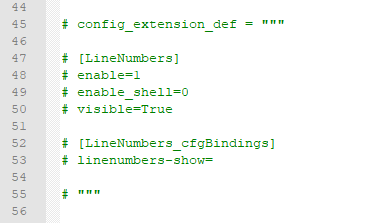 44
45 # config_extension_def = """
46
47 # [LineNumbers]
48 # enable=1
49 # enable_shell=0
50 # visible=True
51
52 # [LineNumbers_cfgBindings]
53 # linenumbers-show=
54
55 # """
56